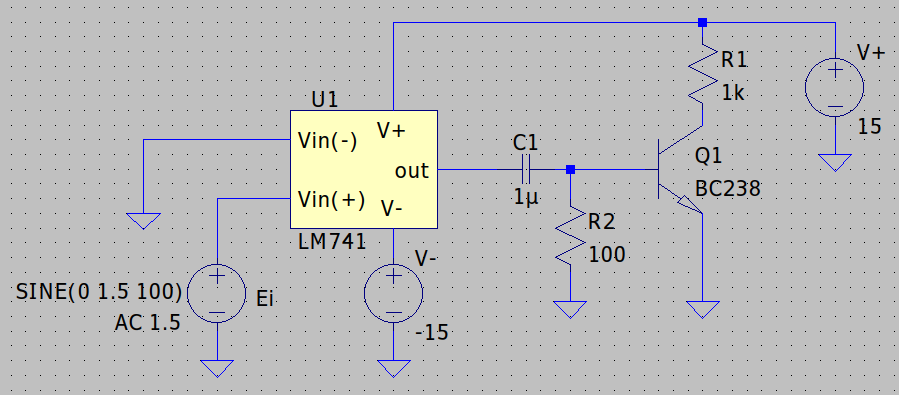 V+
R1
1k
15
U1
Vin(-)
V+
out
Vin(+)
V-
LM741
C1
1µ
Q1
BC238
R2
100
V-
-15
SINE(0 1.5 100)
AC 1.5
Ei